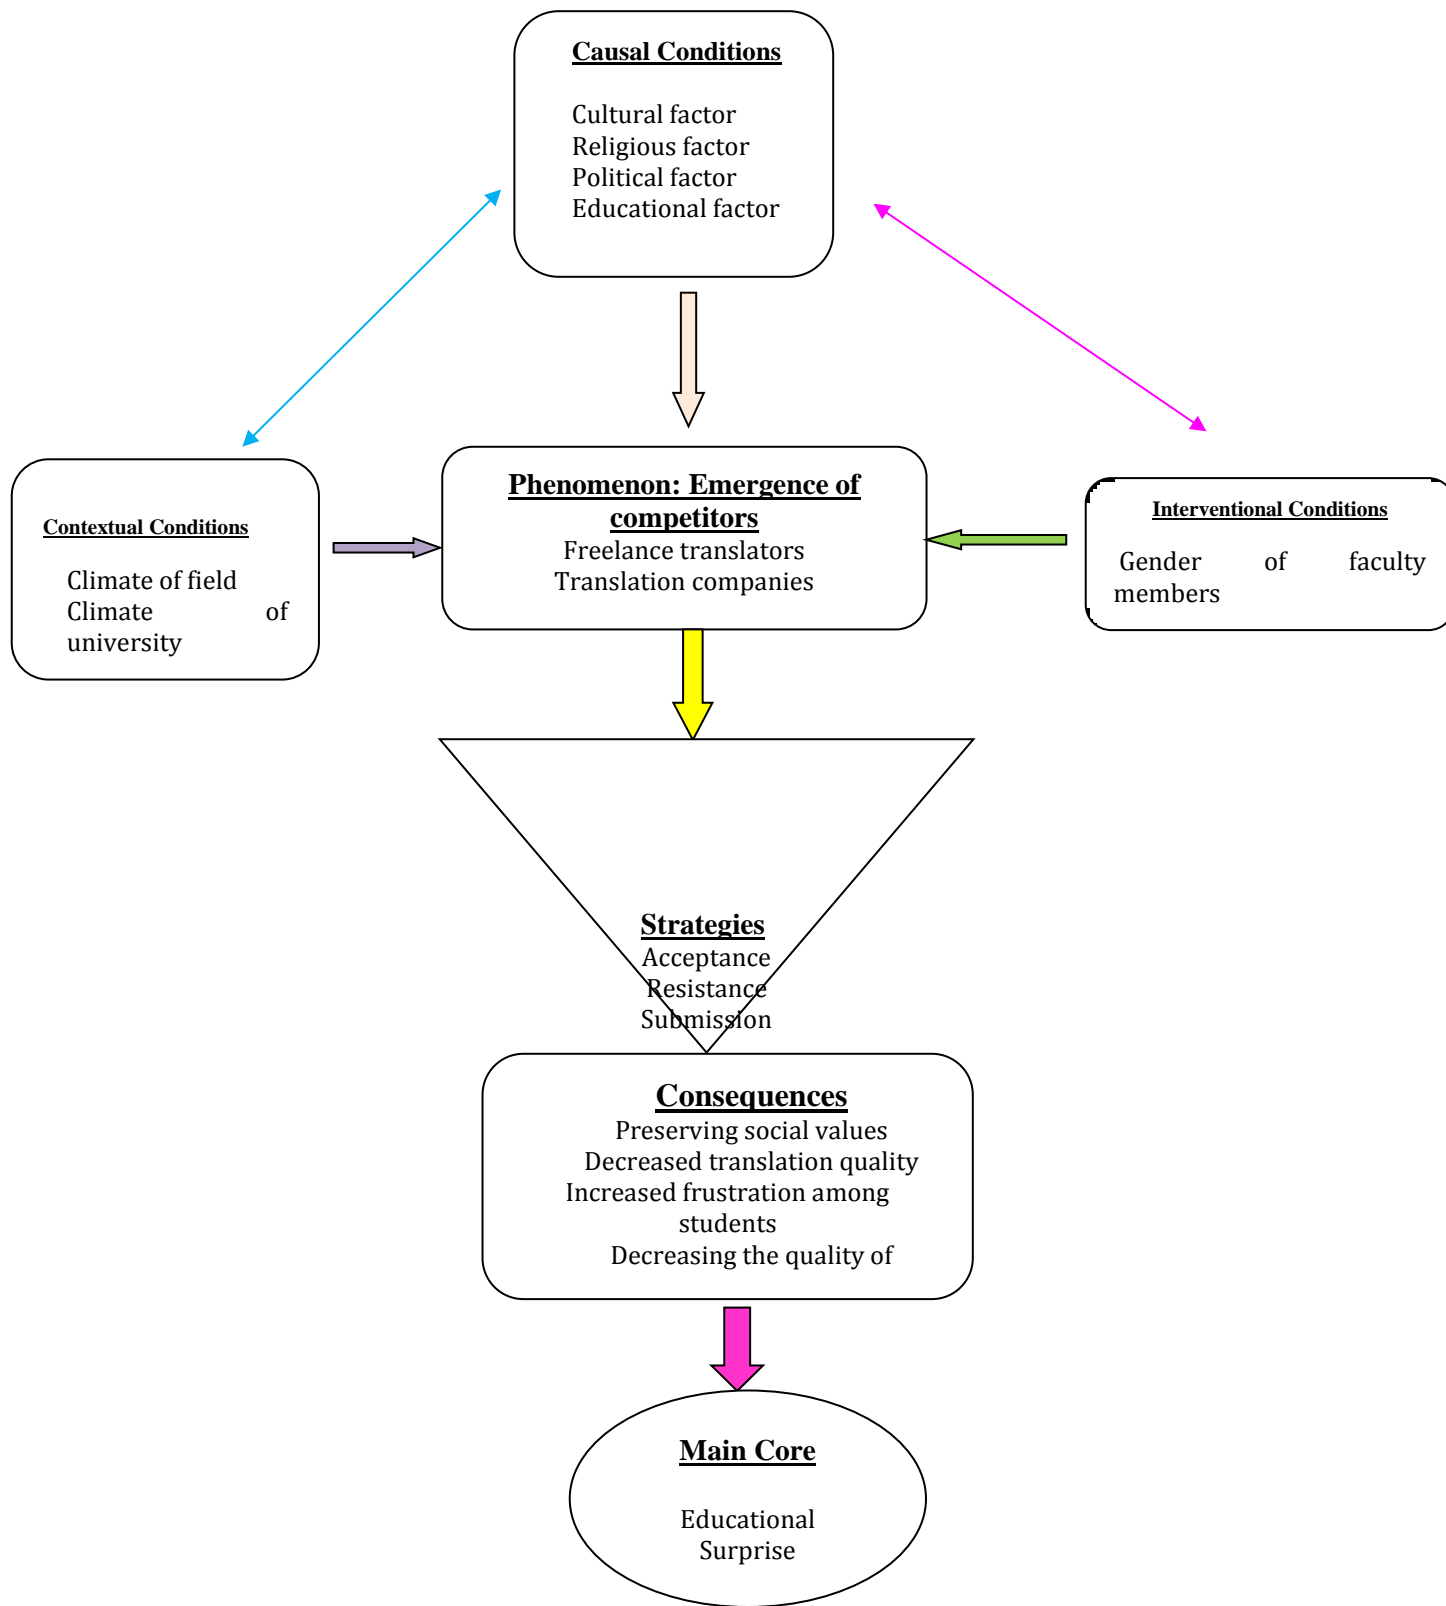 Causal Conditions
Cultural factor
Religious factor
Political factor
Educational factor
Contextual Conditions
Climate of field
Climate of
university
Phenomenon: Emergence of
competitors
Freelance translators
Translation companies
Interventional Conditions
Gender of faculty
members
Strategies
Acceptance
Resistance
Submission
Consequences
Preserving social values
Decreased translation quality
Increased frustration among
students
Decreasing the quality of
Main Core
Educational
Surprise